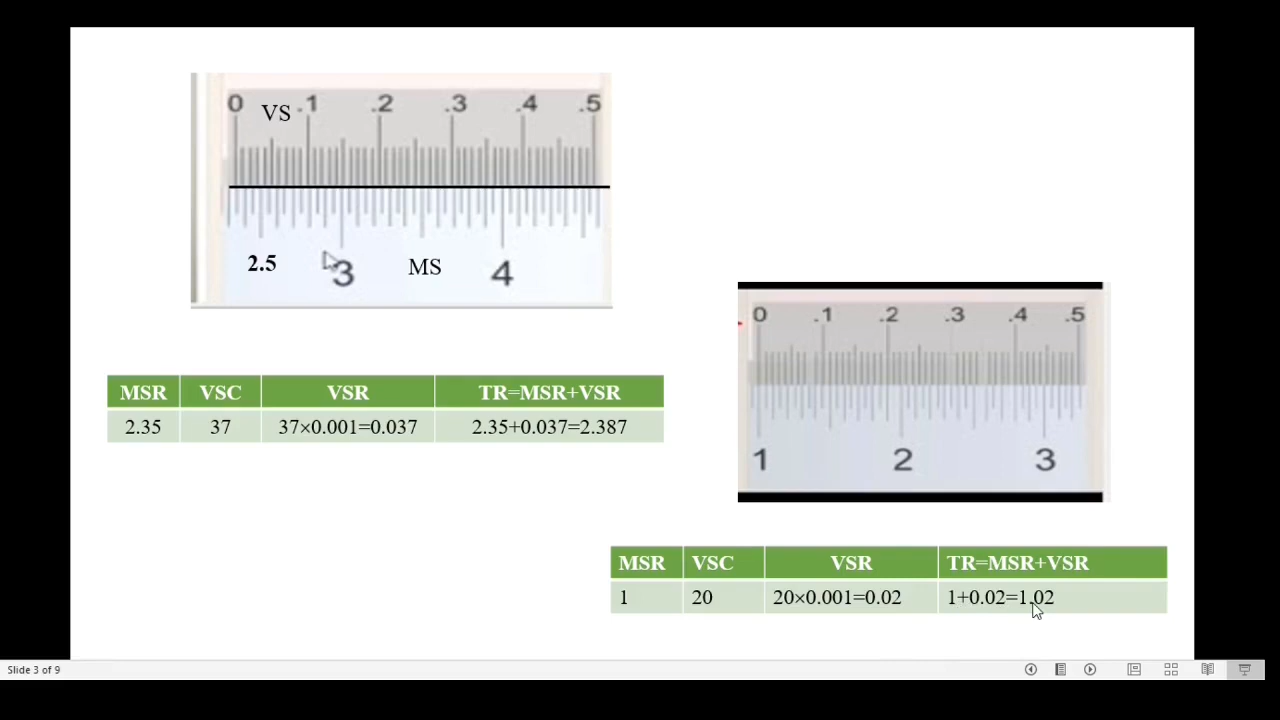 0 VS .1 .2 .3 .4 .5
2.5 3 MS 4
0 .1 .2 .3 .4 .5
1 2 3
MSR VSC VSR TR=MSR+VSR
2.35 37 37×0.001=0.037 2.35+0.037=2.387
MSR VSC VSR TR=MSR+VSR
1 20 20×0.001=0.02 1+0.02=1.02
Slide 3 of 9